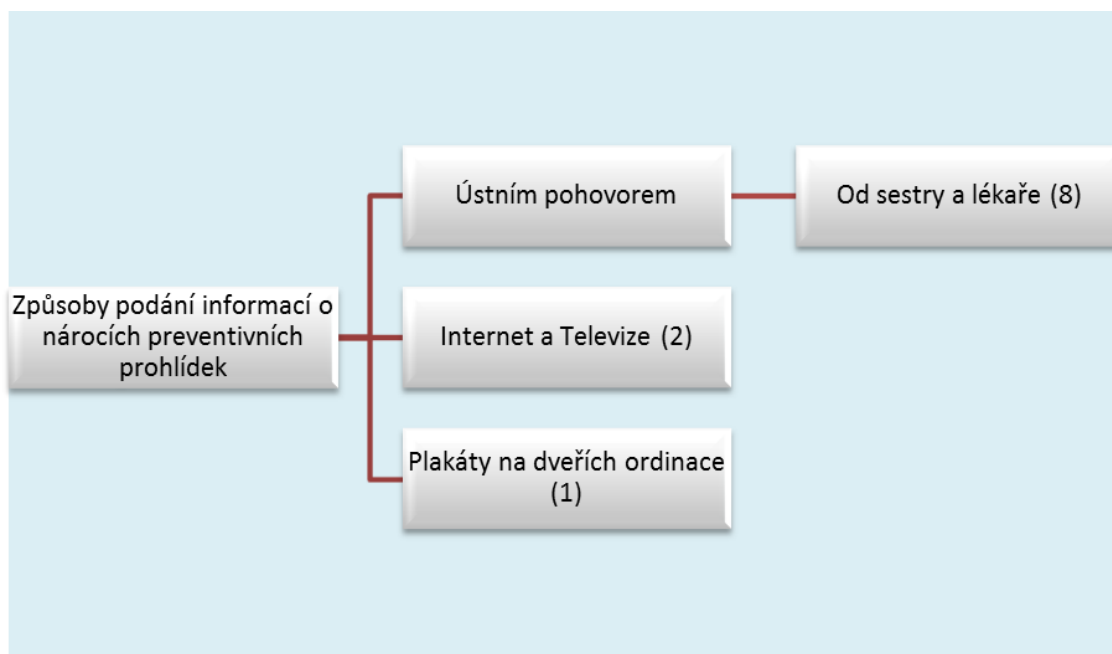 Způsoby podání informací o
nárocích preventivních
prohlídek
Ústním pohovorem
Od sestry a lékaře (8)
Internet a Televize (2)
Plakáty na dveřích ordinace
(1)